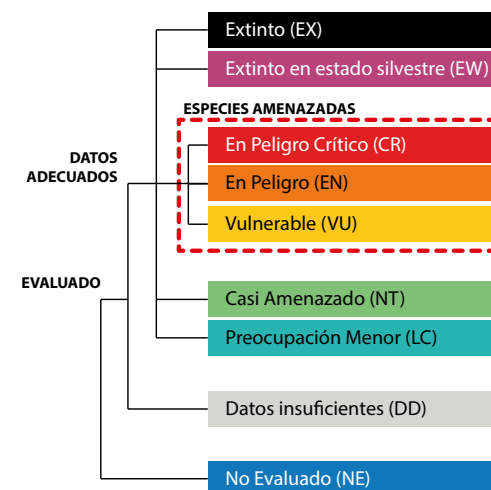 Extinto (EX)
Extinto en estado silvestre (EW)
ESPECIES AMENAZADAS
En Peligro Crítico (CR)
DATOS
ADECUADOS
En Peligro (EN)
Vulnerable (VU)
EVALUADO
Casi Amenazado (NT)
Preocupación Menor (LC)
Datos insuficientes (DD)
No Evaluado (NE)